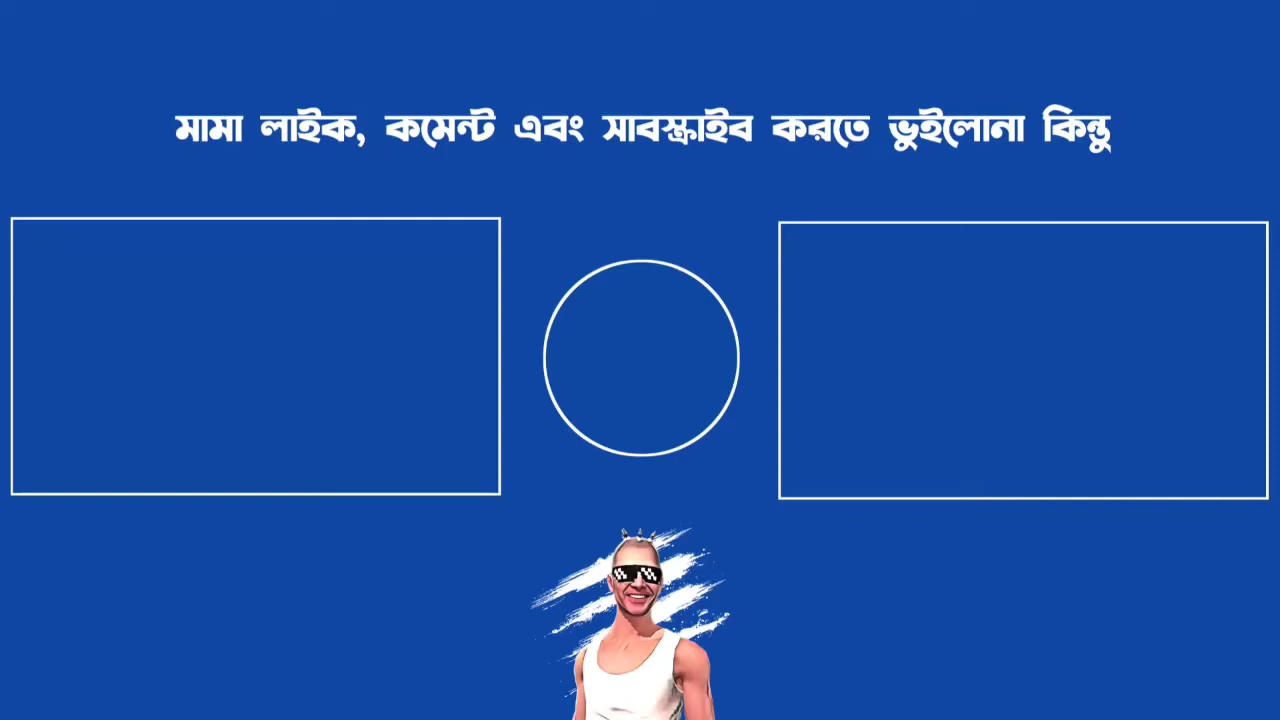 মামা লাইক, কমেন্ট এবং সাবস্ক্রাইব করতে ভুইলোনা কিন্তু